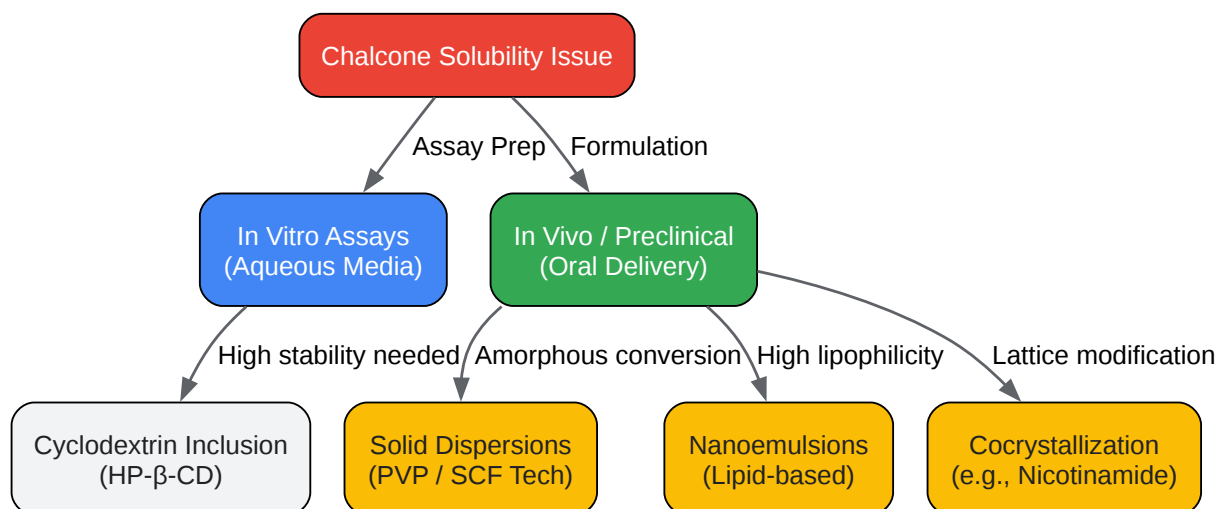 Chalcone Solubility Issue
Assay Prep
Formulation
In Vitro Assays
(Aqueous Media)
In Vivo / Preclinical
(Oral Delivery)
High stability needed
Amorphous conversion
High lipophilicity
Lattice modification
Cyclodextrin Inclusion
(HP-β-CD)
Solid Dispersions
(PVP / SCF Tech)
Nanoemulsions
(Lipid-based)
Cocrystallization
(e.g., Nicotinamide)